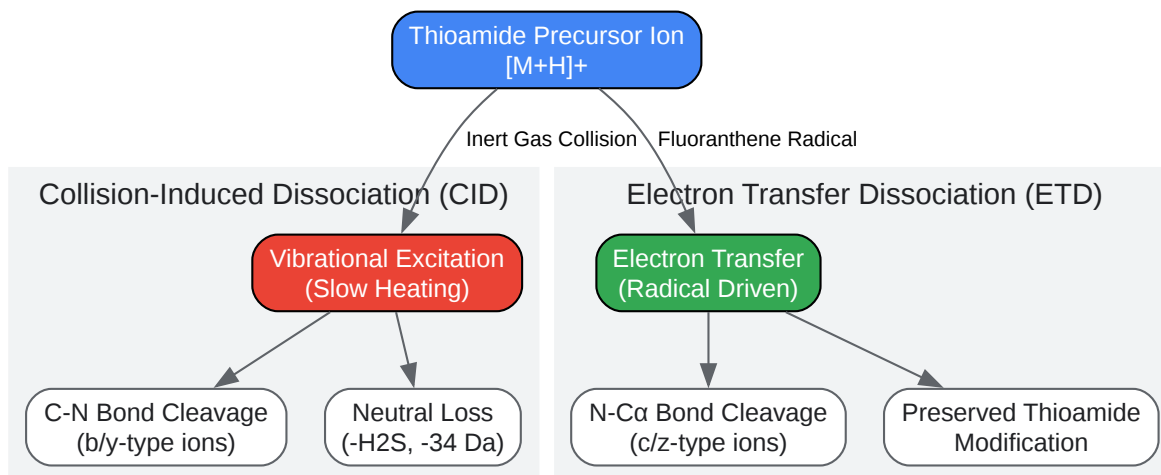 Thioamide Precursor Ion
[M+H]+
Inert Gas Collision
Fluoranthene Radical
Collision-Induced Dissociation (CID)
Electron Transfer Dissociation (ETD)
Vibrational Excitation
(Slow Heating)
Electron Transfer
(Radical Driven)
C-N Bond Cleavage
(b/y-type ions)
Neutral Loss
(-H2S, -34 Da)
N-Cα Bond Cleavage
(c/z-type ions)
Preserved Thioamide
Modification